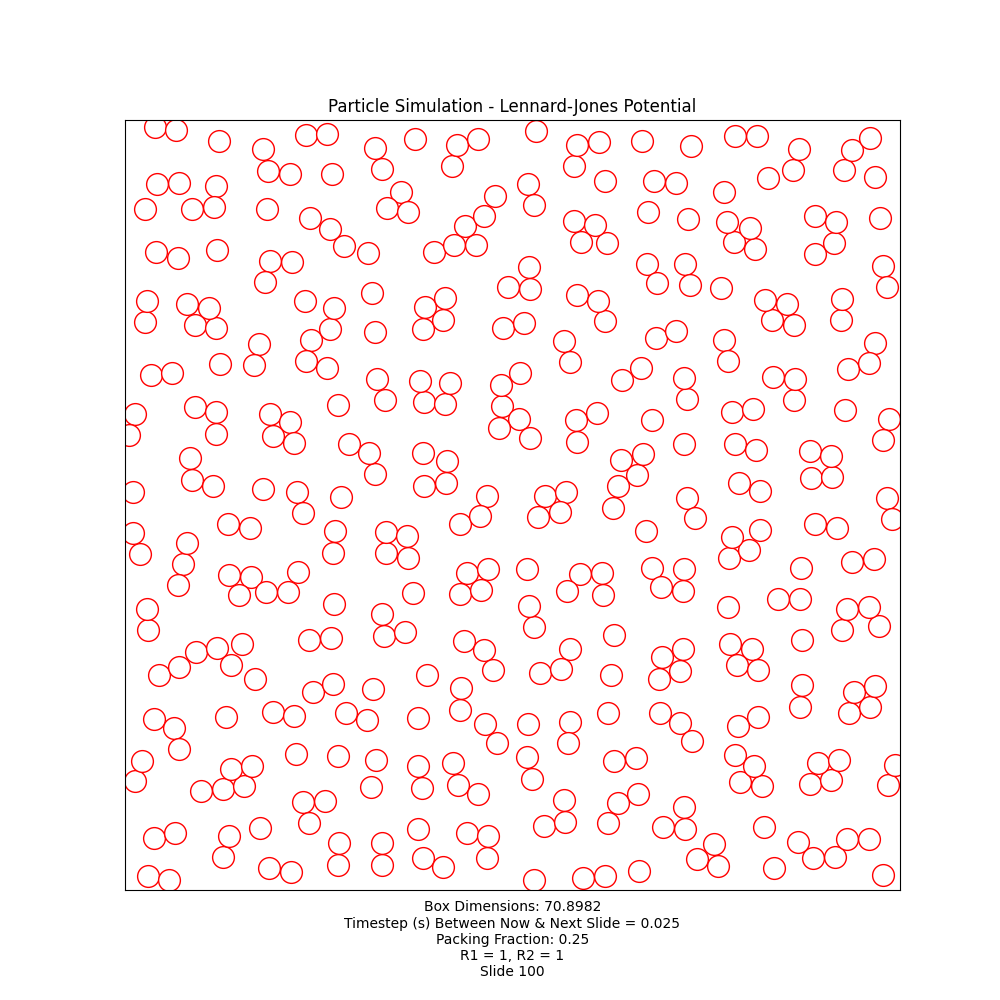 Particle Simulation - Lennard-Jones Potential
Box Dimensions: 70.8982
Timestep (s) Between Now & Next Slide = 0.025
Packing Fraction: 0.25
R1 = 1, R2 = 1
Slide 100